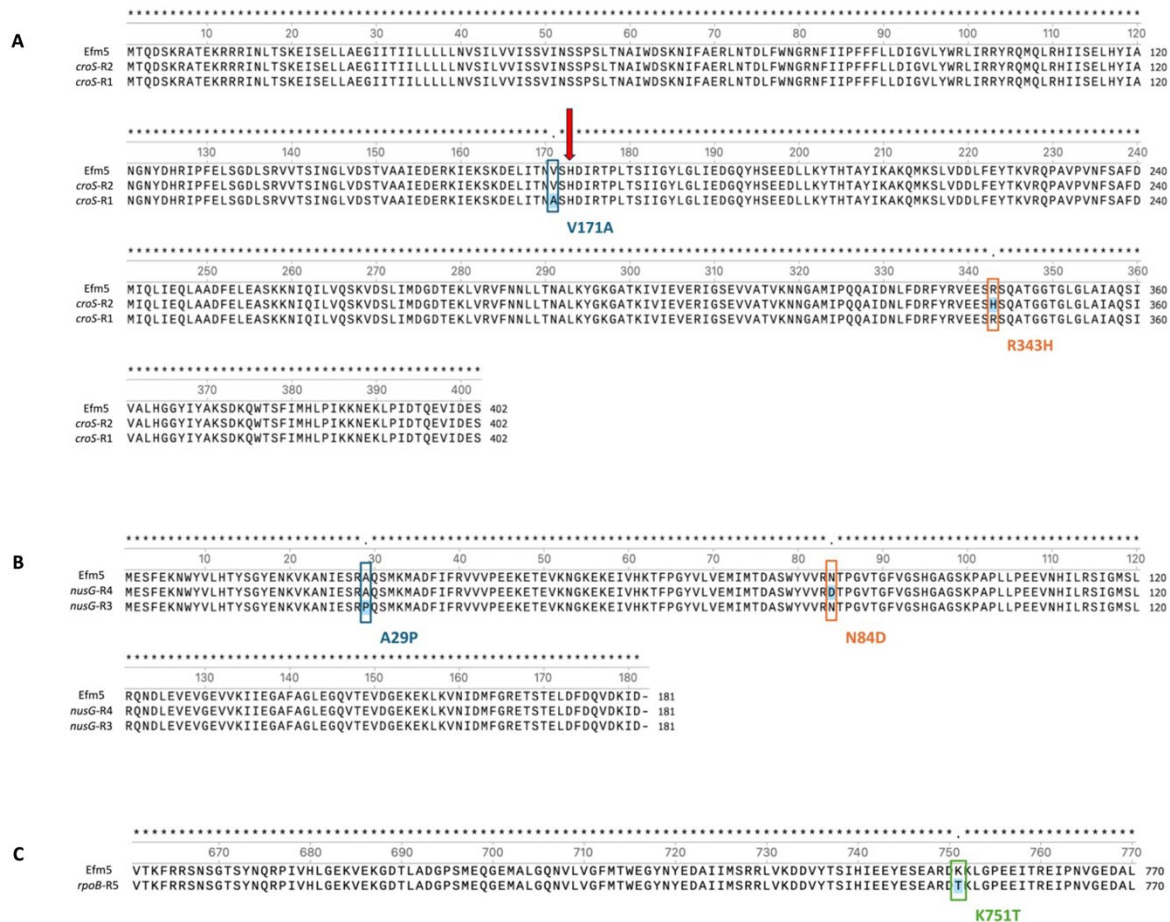 A
10 20 30 40 50 60 70 80 90 100 110 120
Efm5 MTQDSKRATEKRRRINLTSKEISELLAEGIITIILLLLLNVSILVVISSVINSSPSLTNAIWDSKNIFAERLNTDLFWNGRNFIIPFFFLLDIGVLYWRLIRRYRQMQLRHIISELHYIA 120
croS-R2 MTQDSKRATEKRRRINLTSKEISELLAEGIITIILLLLLNVSILVVISSVINSSPSLTNAIWDSKNIFAERLNTDLFWNGRNFIIPFFFLLDIGVLYWRLIRRYRQMQLRHIISELHYIA 120
croS-R1 MTQDSKRATEKRRRINLTSKEISELLAEGIITIILLLLLNVSILVVISSVINSSPSLTNAIWDSKNIFAERLNTDLFWNGRNFIIPFFFLLDIGVLYWRLIRRYRQMQLRHIISELHYIA 120
130 140 150 160 170 180 190 200 210 220 230 240
Efm5 NGNYDHRIPFELSGDLSRVVTSINGLVDSTVAAIEDERKIEKSKDELITNVSHDIRTPLTSIIGYLGLIEDGQYHSEEDLLKYTHTAYIKAKQMKSLVDDLFEYTKVRQPAVPVNFSAFD 240
croS-R2 NGNYDHRIPFELSGDLSRVVTSINGLVDSTVAAIEDERKIEKSKDELITNVSHDIRTPLTSIIGYLGLIEDGQYHSEEDLLKYTHTAYIKAKQMKSLVDDLFEYTKVRQPAVPVNFSAFD 240
croS-R1 NGNYDHRIPFELSGDLSRVVTSINGLVDSTVAAIEDERKIEKSKDELITNASHDIRTPLTSIIGYLGLIEDGQYHSEEDLLKYTHTAYIKAKQMKSLVDDLFEYTKVRQPAVPVNFSAFD 240
V171A
250 260 270 280 290 300 310 320 330 340 350 360
Efm5 MIQLIEQLAADFELEASKKNIQILVQSKVDSLIMDGDTEKLVRVFNNLLTNALKYGKGATKIVIEVERIGSEVVATVKNNGAMIPQQAIDNLFDRFYRVEESRSQATGGTGLGLAIAQSI 360
croS-R2 MIQLIEQLAADFELEASKKNIQILVQSKVDSLIMDGDTEKLVRVFNNLLTNALKYGKGATKIVIEVERIGSEVVATVKNNGAMIPQQAIDNLFDRFYRVEESHSQATGGTGLGLAIAQSI 360
croS-R1 MIQLIEQLAADFELEASKKNIQILVQSKVDSLIMDGDTEKLVRVFNNLLTNALKYGKGATKIVIEVERIGSEVVATVKNNGAMIPQQAIDNLFDRFYRVEESRSQATGGTGLGLAIAQSI 360
R343H
370 380 390 400
Efm5 VALHGGYIYAKSDKQWTSFIMHLPIKKNEKLPIDTQEVIDES 402
croS-R2 VALHGGYIYAKSDKQWTSFIMHLPIKKNEKLPIDTQEVIDES 402
croS-R1 VALHGGYIYAKSDKQWTSFIMHLPIKKNEKLPIDTQEVIDES 402
B
10 20 30 40 50 60 70 80 90 100 110 120
Efm5 MESFEKNWYVLHTYSGYENKVKANIESRAQSMKMADFIFRVVVPEEKETEVKNGKEKEIVHKTFPGYVLVEMIMTDASWYVVRNTPGVTGFVGSHGAGSKPAPLLPEEVNHILRSIGMSL 120
nusG-R4 MESFEKNWYVLHTYSGYENKVKANIESRAQSMKMADFIFRVVVPEEKETEVKNGKEKEIVHKTFPGYVLVEMIMTDASWYVVRDTPGVTGFVGSHGAGSKPAPLLPEEVNHILRSIGMSL 120
nusG-R3 MESFEKNWYVLHTYSGYENKVKANIESRPQSMKMADFIFRVVVPEEKETEVKNGKEKEIVHKTFPGYVLVEMIMTDASWYVVRNTPGVTGFVGSHGAGSKPAPLLPEEVNHILRSIGMSL 120
A29P N84D
130 140 150 160 170 180
Efm5 RQNDLEVEVGEVVKIIEGAFAGLEGQVTEVDGEKEKLKVNIDMFGRETSTELDFDQVDKID- 181
nusG-R4 RQNDLEVEVGEVVKIIEGAFAGLEGQVTEVDGEKEKLKVNIDMFGRETSTELDFDQVDKID- 181
nusG-R3 RQNDLEVEVGEVVKIIEGAFAGLEGQVTEVDGEKEKLKVNIDMFGRETSTELDFDQVDKID- 181
C
670 680 690 700 710 720 730 740 750 760 770
Efm5 VTKFRRSNSGTSYNQRPIVHLGEKVEKGDTLADGPSMEQGEMALGQNVLVGFMTWEGYNYEDAIIMSRRLVKDDVYTSIHIEEYESEARDKKLGPEEITREIPNVGEDAL 770
rpoB-R5 VTKFRRSNSGTSYNQRPIVHLGEKVEKGDTLADGPSMEQGEMALGQNVLVGFMTWEGYNYEDAIIMSRRLVKDDVYTSIHIEEYESEARDTKLGPEEITREIPNVGEDAL 770
K751T